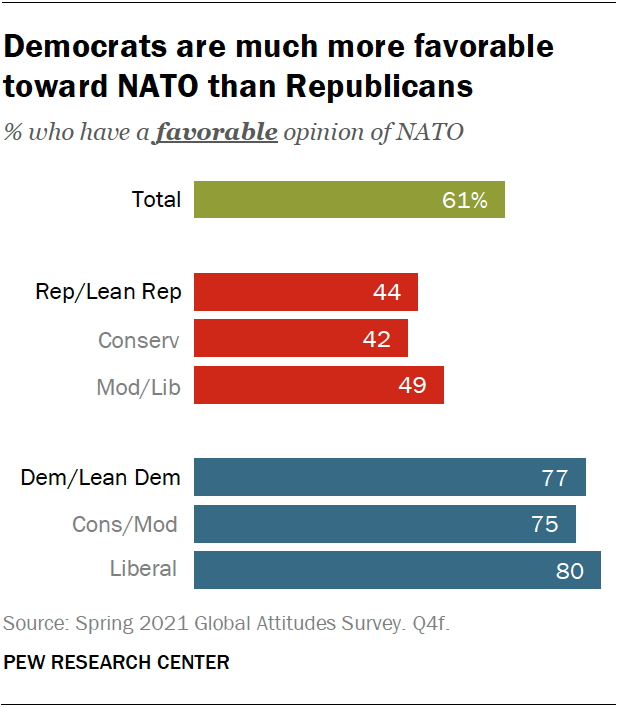 Democrats are much more favorable
toward NATO than Republicans
% who have a favorable opinion of NATO
Total 61%
Rep/Lean Rep 44
Conserv 42
Mod/Lib 49
Dem/Lean Dem 77
Cons/Mod 75
Liberal 80
Source: Spring 2021 Global Attitudes Survey. Q4f.
PEW RESEARCH CENTER